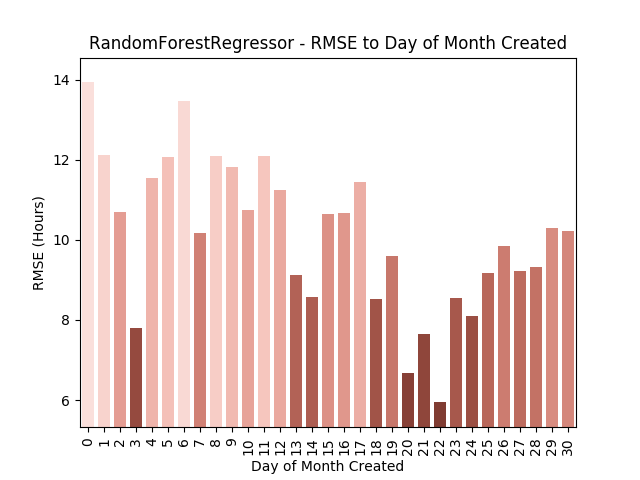 RandomForestRegressor - RMSE to Day of Month Created
14
12
10
8
6
RMSE (Hours)
0 1 2 3 4 5 6 7 8 9 10 11 12 13 14 15 16 17 18 19 20 21 22 23 24 25 26 27 28 29 30
Day of Month Created